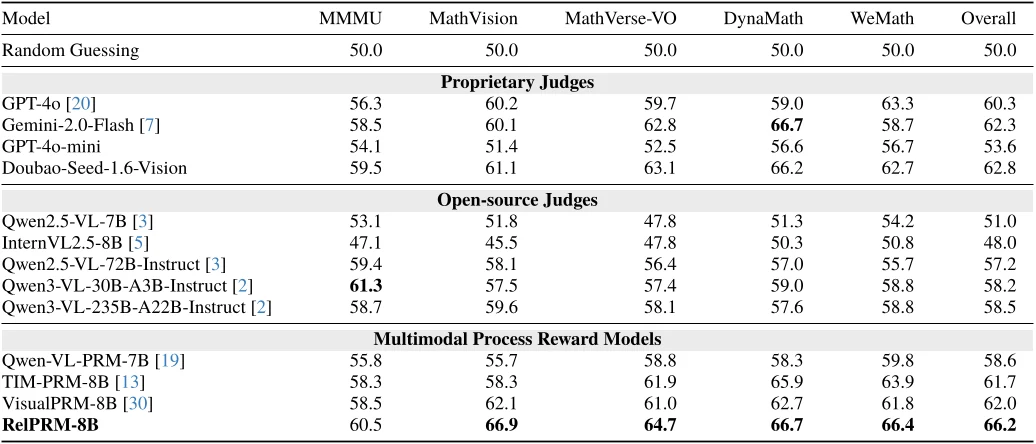 Model MMMU MathVision MathVerse-VO DynaMath WeMath Overall
Random Guessing 50.0 50.0 50.0 50.0 50.0 50.0
Proprietary Judges
GPT-4o [20] 56.3 60.2 59.7 59.0 63.3 60.3
Gemini-2.0-Flash [7] 58.5 60.1 62.8 66.7 58.7 62.3
GPT-4o-mini 54.1 51.4 52.5 56.6 56.7 53.6
Doubao-Seed-1.6-Vision 59.5 61.1 63.1 66.2 62.7 62.8
Open-source Judges
Qwen2.5-VL-7B [3] 53.1 51.8 47.8 51.3 54.2 51.0
InternVL2.5-8B [5] 47.1 45.5 47.8 50.3 50.8 48.0
Qwen2.5-VL-72B-Instruct [3] 59.4 58.1 56.4 57.0 55.7 57.2
Qwen3-VL-30B-A3B-Instruct [2] 61.3 57.5 57.4 59.0 58.8 58.2
Qwen3-VL-235B-A22B-Instruct [2] 58.7 59.6 58.1 57.6 58.8 58.5
Multimodal Process Reward Models
Qwen-VL-PRM-7B [19] 55.8 55.7 58.8 58.3 59.8 58.6
TIM-PRM-8B [13] 58.3 58.3 61.9 65.9 63.9 61.7
VisualPRM-8B [30] 58.5 62.1 61.0 62.7 61.8 62.0
RelPRM-8B 60.5 66.9 64.7 66.7 66.4 66.2